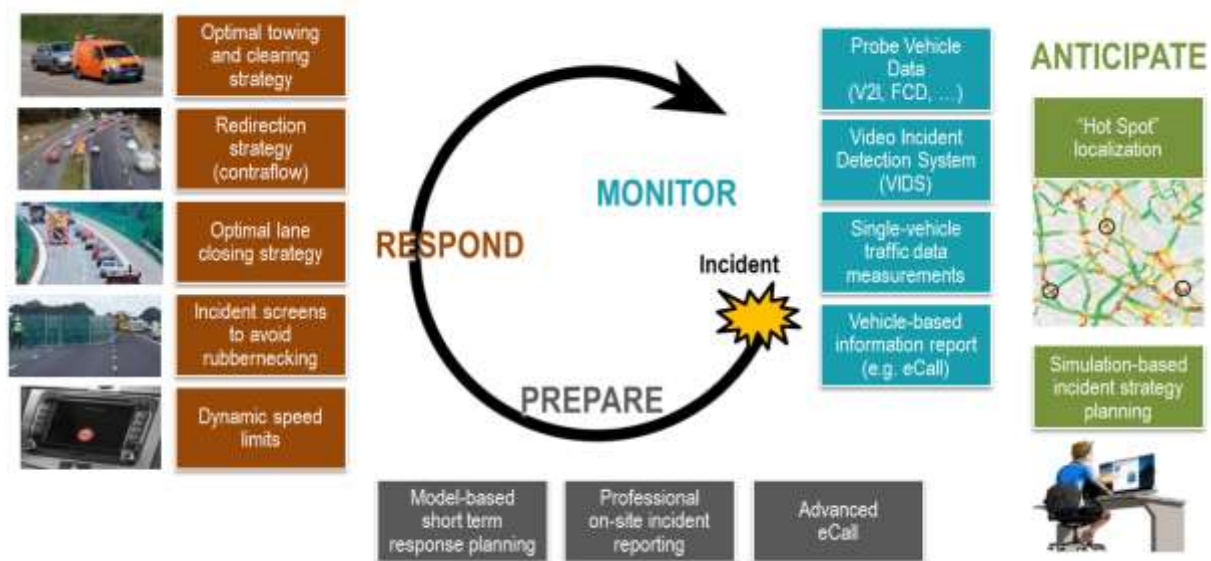 Optimal towing
and clearing
strategy
Redirection
strategy
(contraflow)
Optimal lane
closing strategy
Incident screens
to avoid
rubbernecking
Dynamic speed
limits
RESPOND
MONITOR
Incident
PREPARE
Model-based
short term
response planning
Professional
on-site incident
reporting
Advanced
eCall
Probe Vehicle
Data
(V2I, FCD, …)
Video Incident
Detection System
(VIDS)
Single-vehicle
traffic data
measurements
Vehicle-based
information report
(e.g. eCall)
ANTICIPATE
“Hot Spot”
localization
Simulation-based
incident strategy
planning